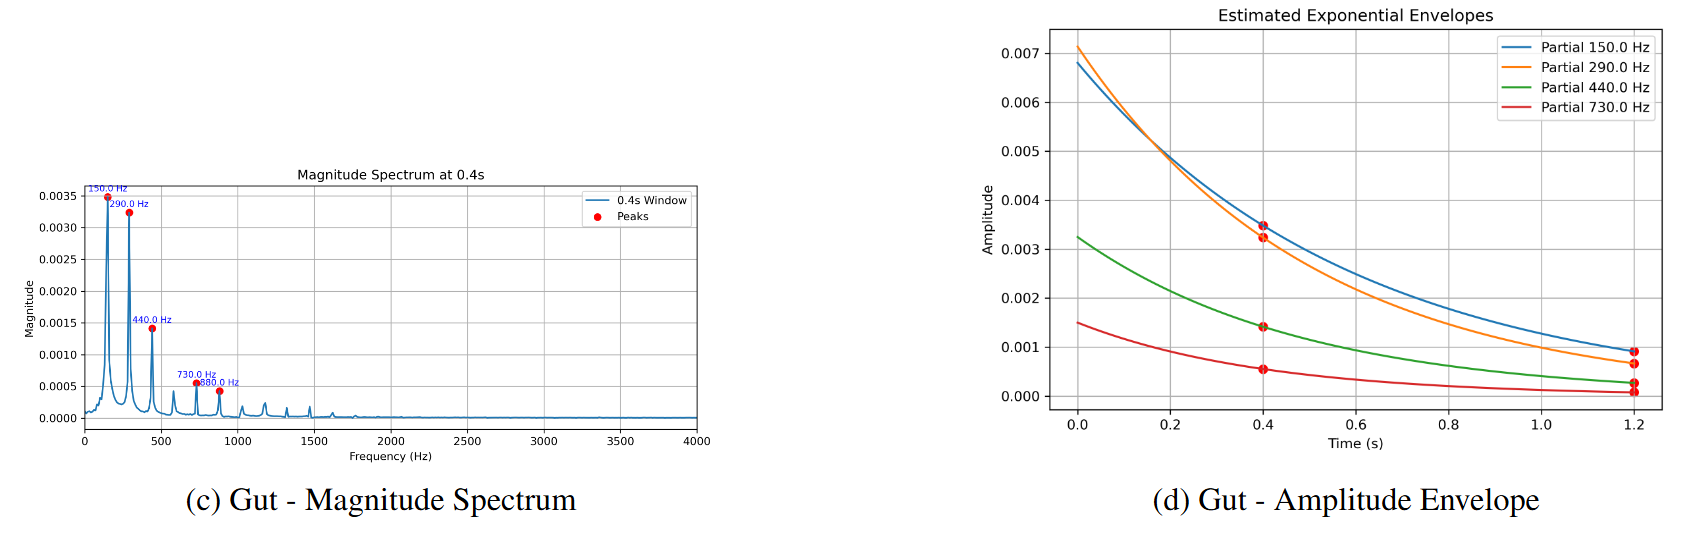 Magnitude Spectrum at 0.4s
Magnitude
0.0035
0.0030
0.0025
0.0020
0.0015
0.0010
0.0005
0.0000
150.0 Hz
290.0 Hz
440.0 Hz
730.0 Hz
880.0 Hz
0.4s Window
Peaks
0 500 1000 1500 2000 2500 3000 3500 4000
Frequency (Hz)
(c) Gut - Magnitude Spectrum
Estimated Exponential Envelopes
Amplitude
0.007
0.006
0.005
0.004
0.003
0.002
0.001
0.000
Partial 150.0 Hz
Partial 290.0 Hz
Partial 440.0 Hz
Partial 730.0 Hz
0.0 0.2 0.4 0.6 0.8 1.0 1.2
Time (s)
(d) Gut - Amplitude Envelope